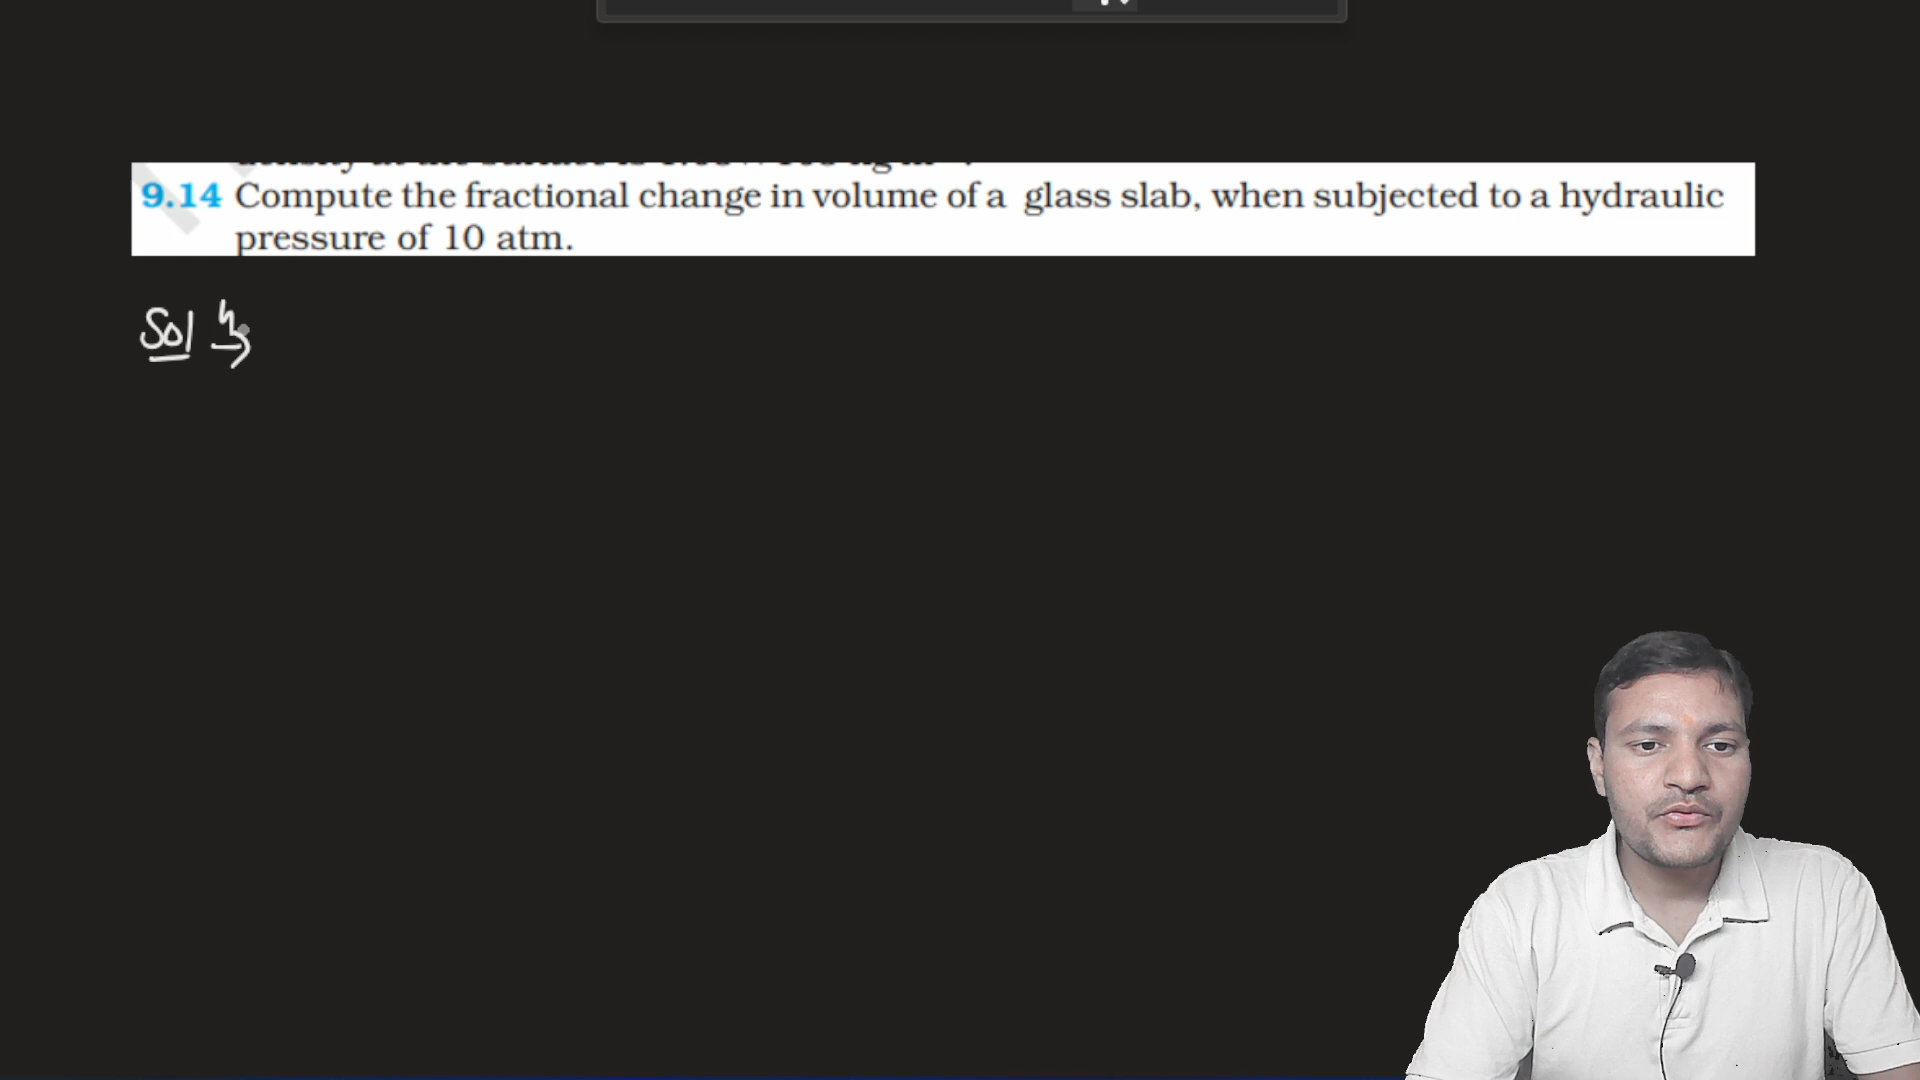 9.14 Compute the fractional change in volume of a glass slab, when subjected to a hydraulic
pressure of 10 atm.
Sol